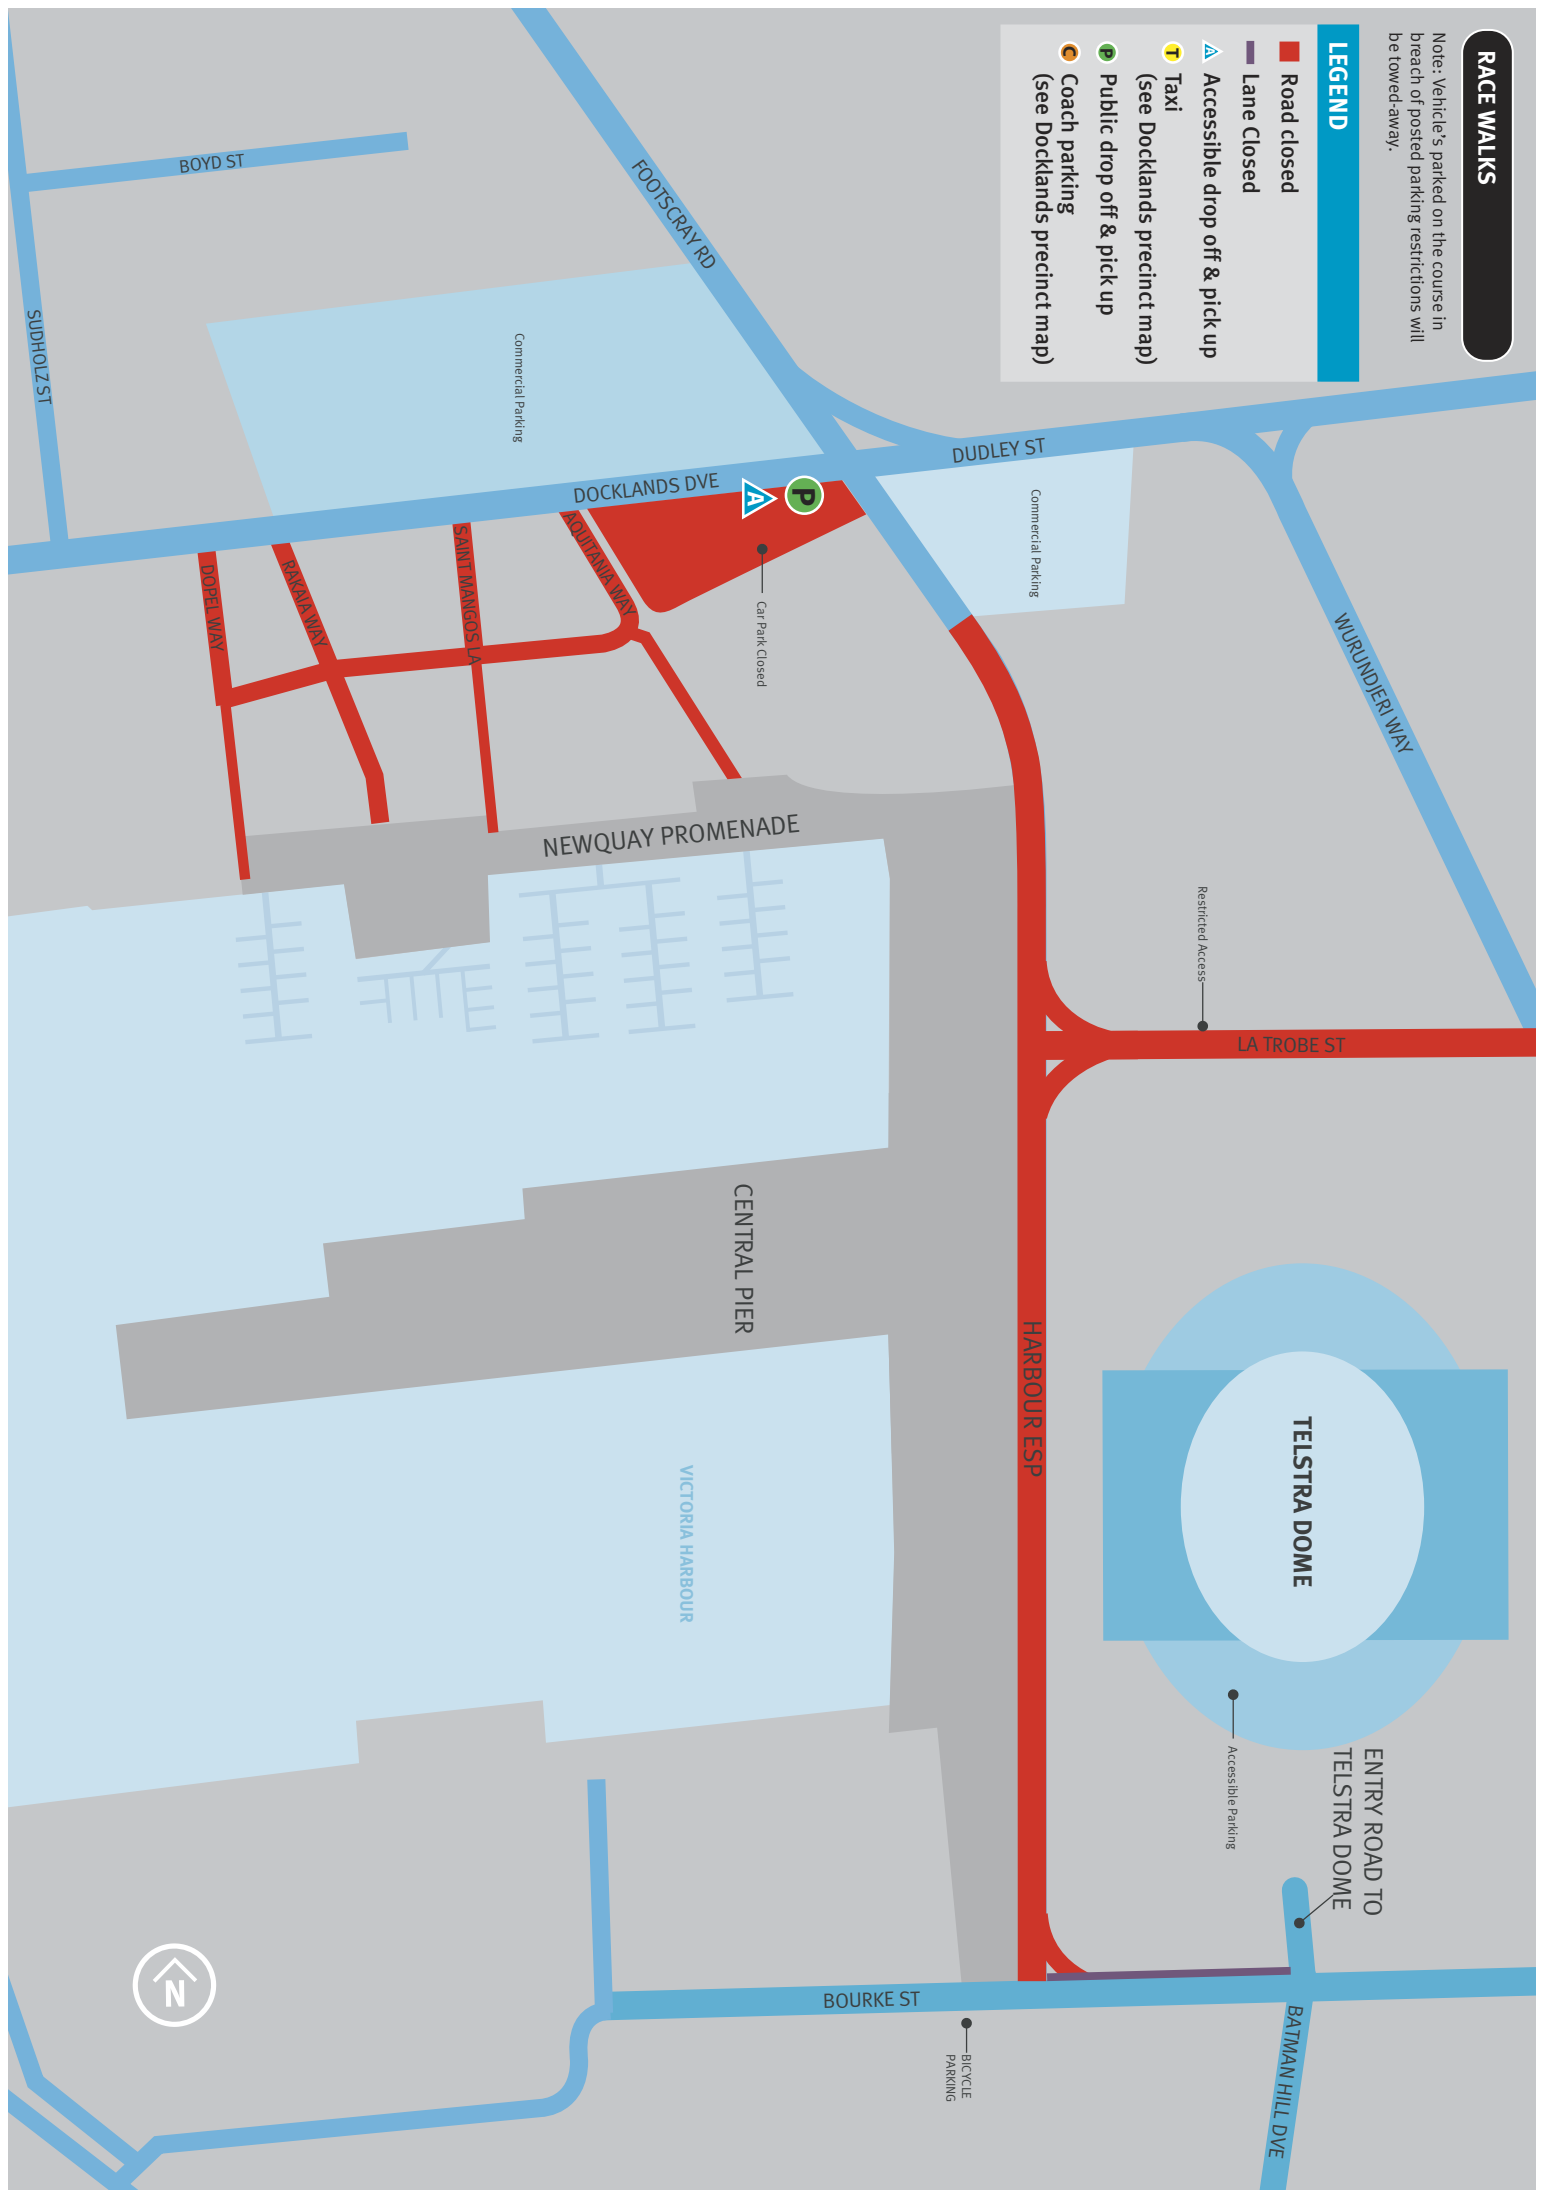 RACE WALKS
Note: Vehicle's parked on the course in
breach of posted parking restrictions will
be towed-away.
LEGEND
Road closed
Lane Closed
A
Accessible drop off & pick up
T
Taxi
(see Docklands precinct map)
P
Public drop off & pick up
C
Coach parking
(see Docklands precinct map)
BOYD ST
SUDHOLZ ST
FOOTSCRAY RD
Commercial Parking
DUDLEY ST
DOCKLANDS DVE
A
P
Commercial Parking
WURUNDJERI WAY
DOPEL WAY
RAKAIA WAY
SAINT MANGOS LA
AQUITANIA WAY
Car Park Closed
NEWQUAY PROMENADE
Restricted Access
LA TROBE ST
CENTRAL PIER
HARBOUR ESP
TELSTRA DOME
VICTORIA HARBOUR
Accessible Parking
ENTRY ROAD TO
TELSTRA DOME
N
BOURKE ST
BICYCLE
PARKING
BATMAN HILL DVE